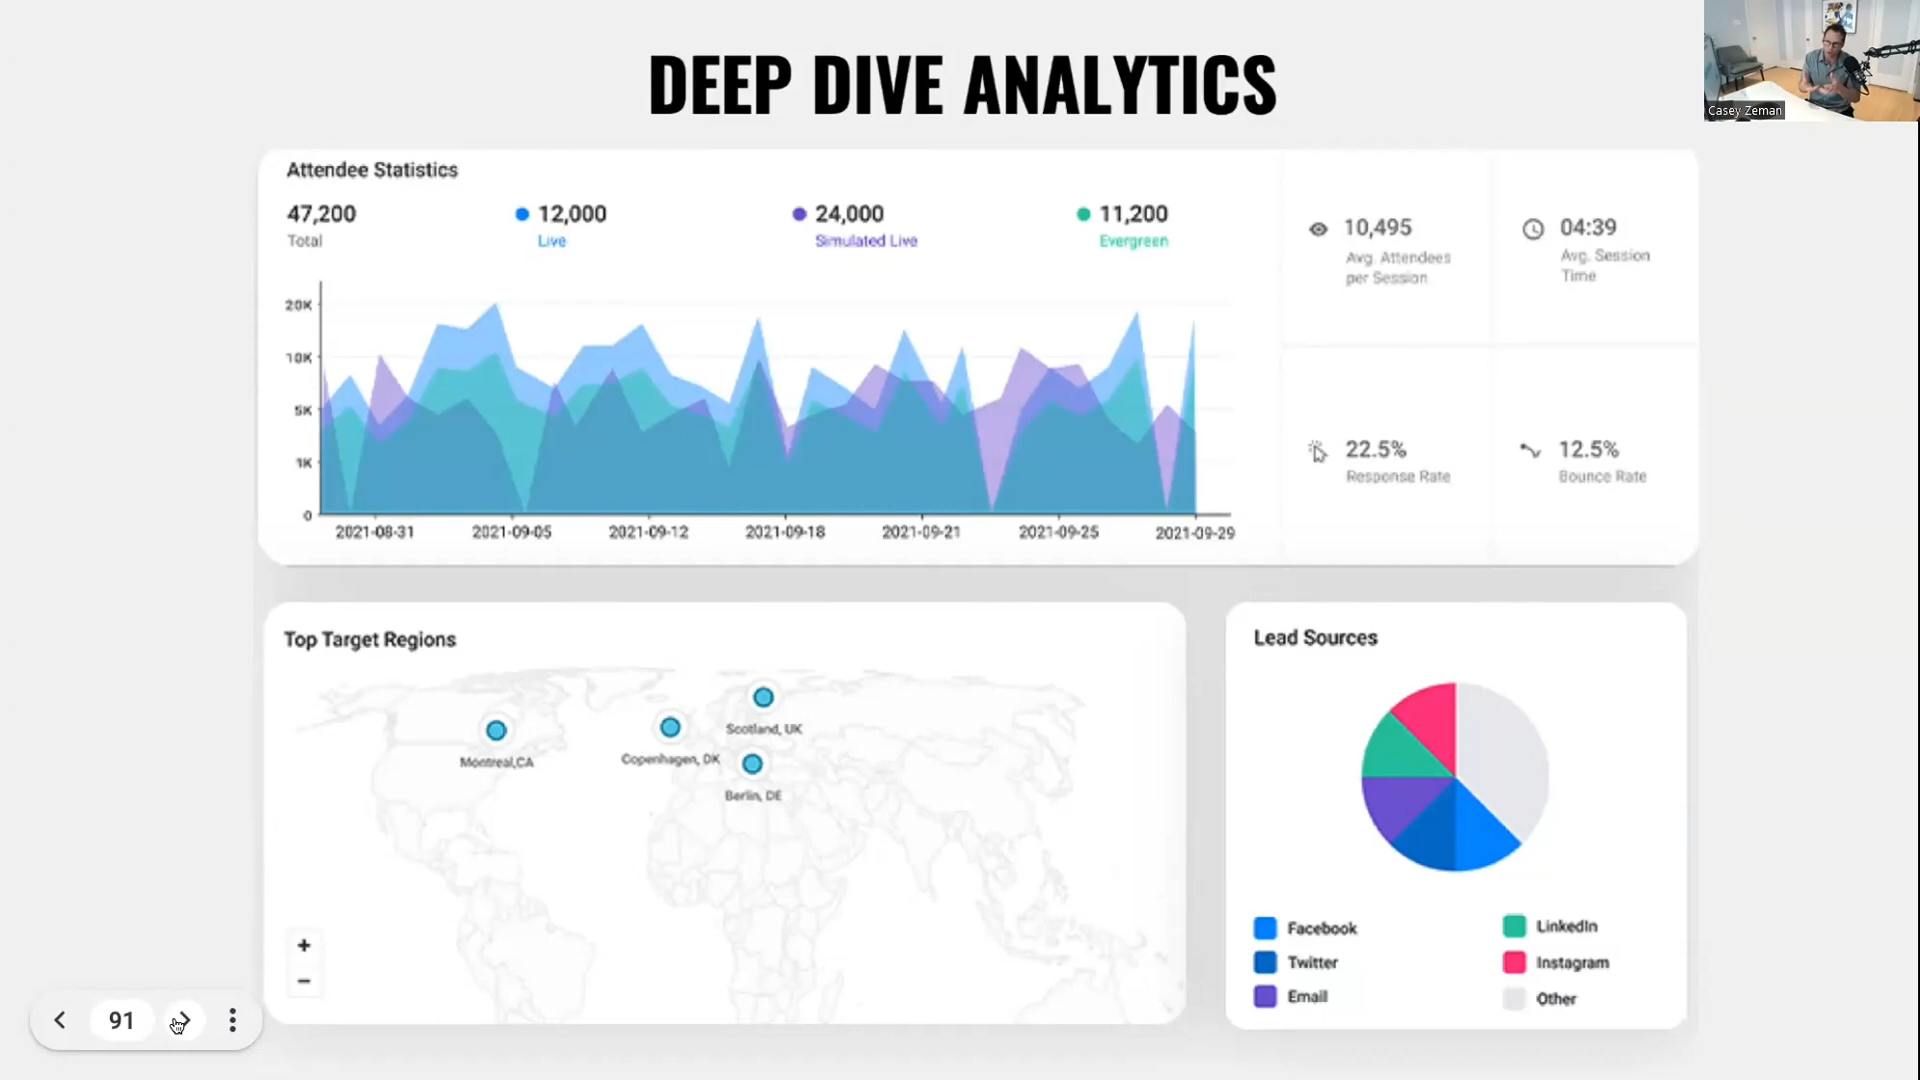 DEEP DIVE ANALYTICS
Casey Zeman
Attendee Statistics
47,200
Total
12,000
Live
24,000
Simulated Live
11,200
Evergreen
10,495
Avg. Attendees
per Session
04:39
Avg. Session
Time
20K
10K
5K
1K
0
2021-08-31
2021-09-05
2021-09-12
2021-09-18
2021-09-21
2021-09-25
2021-09-29
22.5%
Response Rate
12.5%
Bounce Rate
Top Target Regions
Montreal,CA
Copenhagen, DK
Scotland, UK
Berlin, DE
+
−
Lead Sources
Facebook
Twitter
Email
LinkedIn
Instagram
Other
91